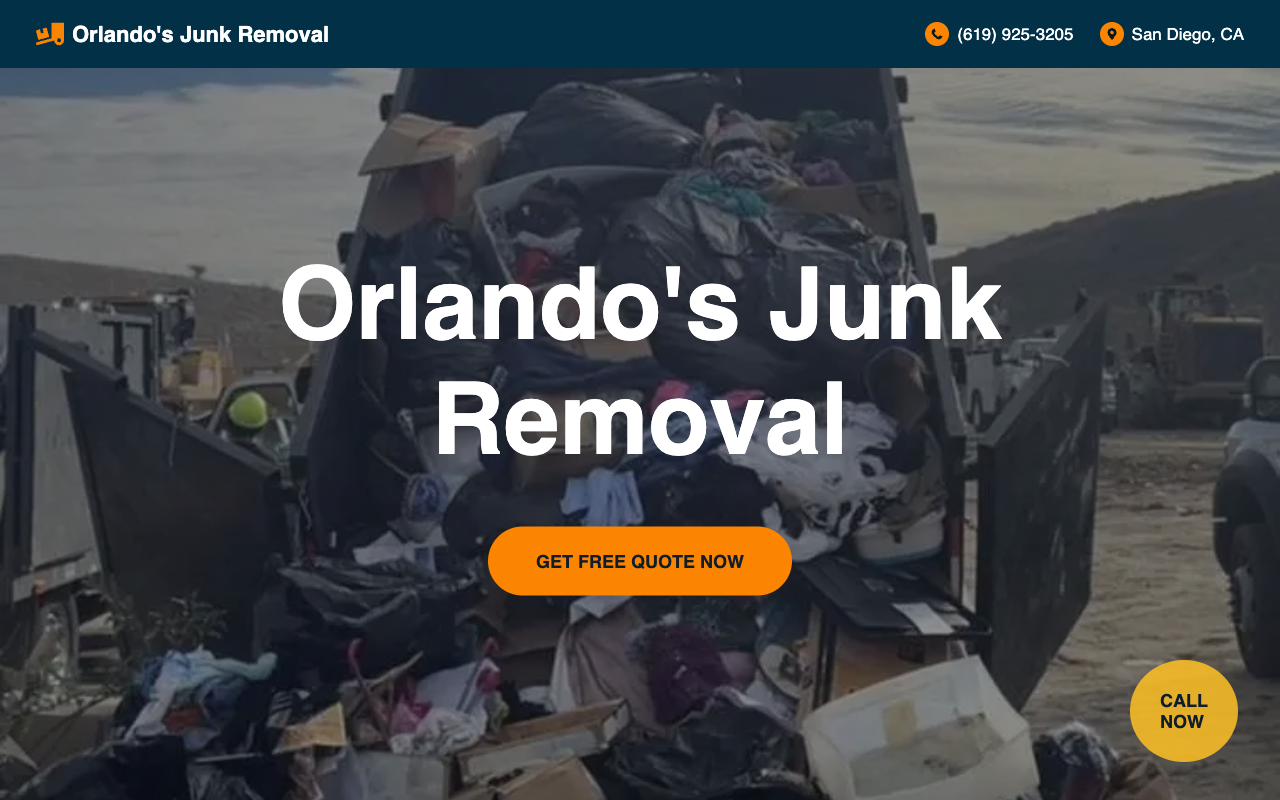 Orlando's Junk Removal
(619) 925-3205
San Diego, CA
Orlando's Junk
Removal
GET FREE QUOTE NOW
CALL
NOW